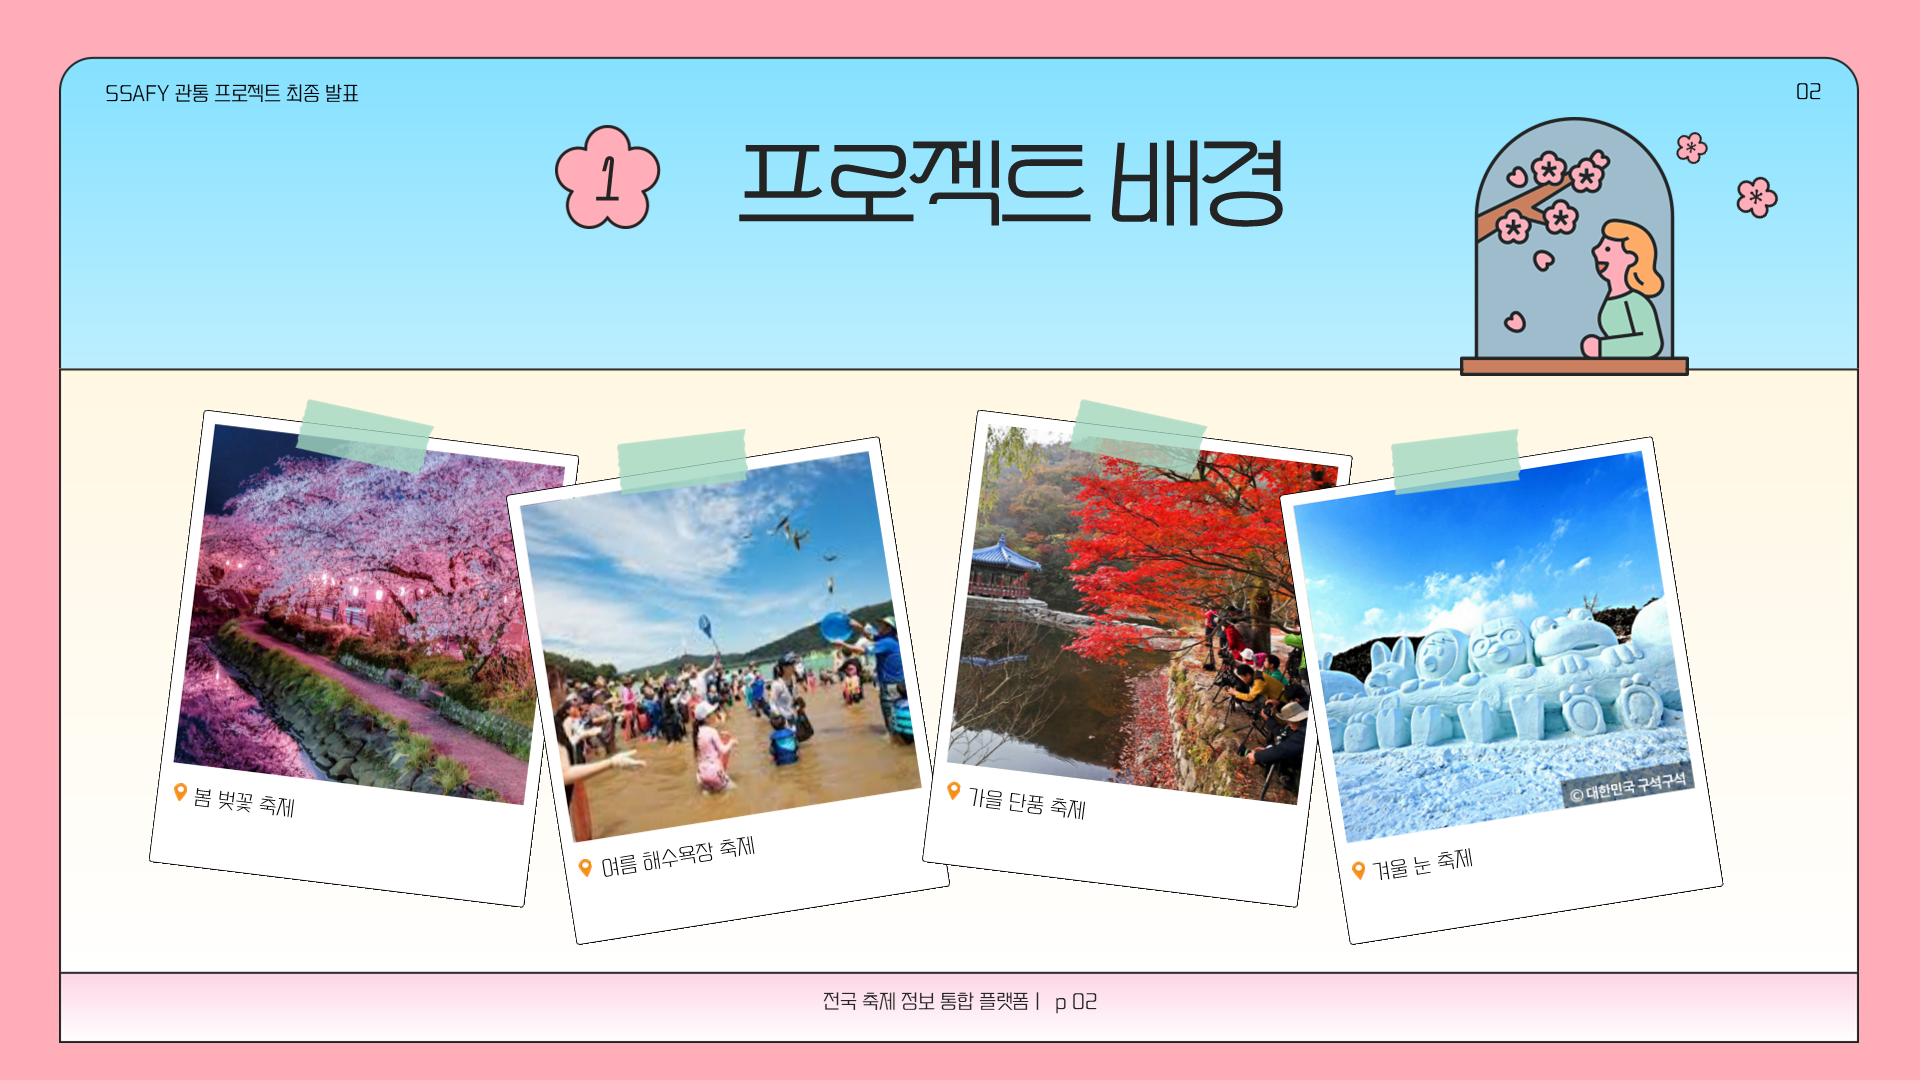 SSAFY 관통 프로젝트 최종 발표
02
1
프로젝트 배경
봄 벚꽃 축제
여름 해수욕장 축제
가을 단풍 축제
© 대한민국 구석구석
겨울 눈 축제
전국 축제 정보 통합 플랫폼ㅣ p 02